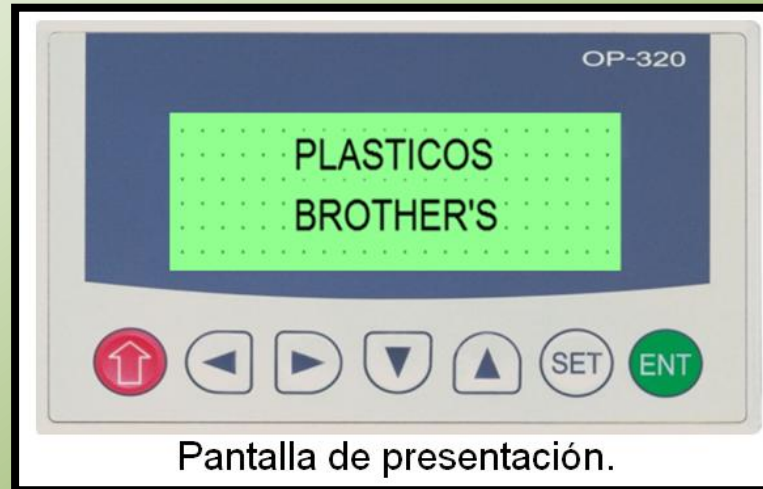 OP-320
PLASTICOS
BROTHER'S
SET
ENT
Pantalla de presentación.